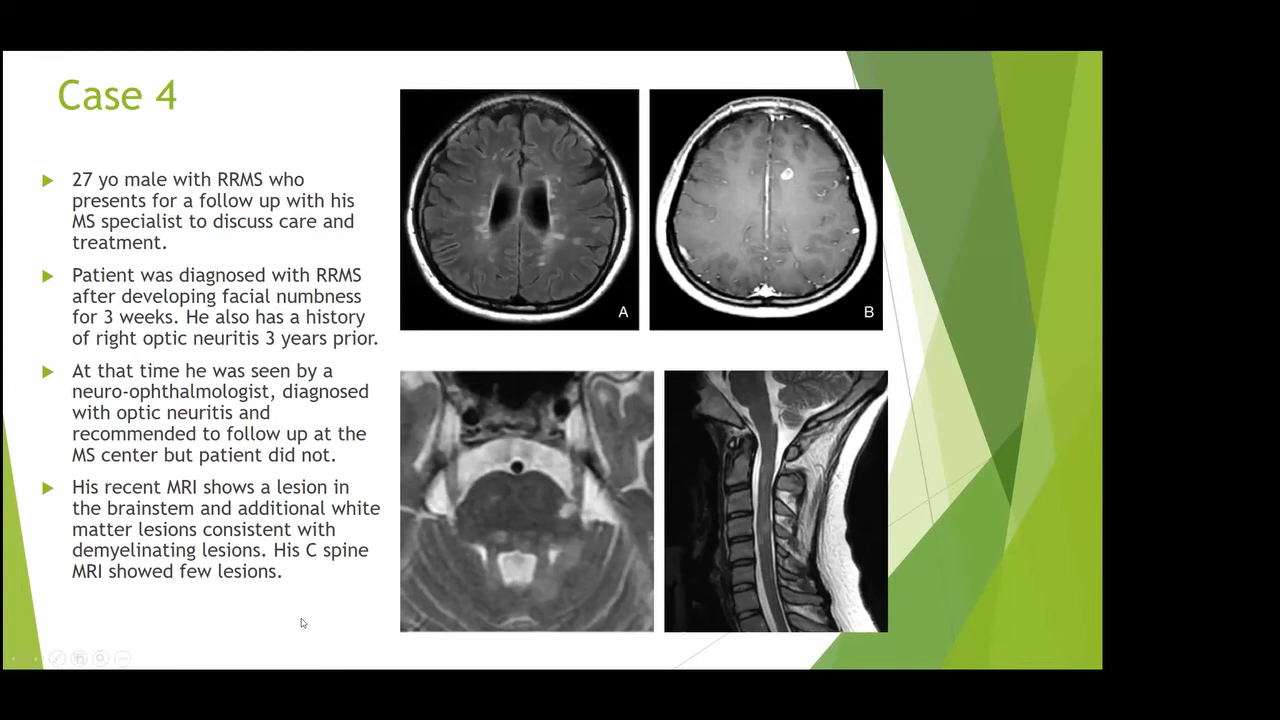 Case 4
27 yo male with RRMS who
presents for a follow up with his
MS specialist to discuss care and
treatment.
Patient was diagnosed with RRMS
after developing facial numbness
for 3 weeks. He also has a history
of right optic neuritis 3 years prior.
At that time he was seen by a
neuro-ophthalmologist, diagnosed
with optic neuritis and
recommended to follow up at the
MS center but patient did not.
His recent MRI shows a lesion in
the brainstem and additional white
matter lesions consistent with
demyelinating lesions. His C spine
MRI showed few lesions.
A
B